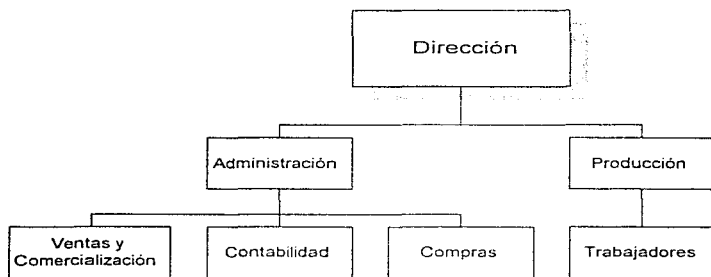 Dirección
Administración
Producción
Ventas y
Comercialización
Contabilidad
Compras
Trabajadores